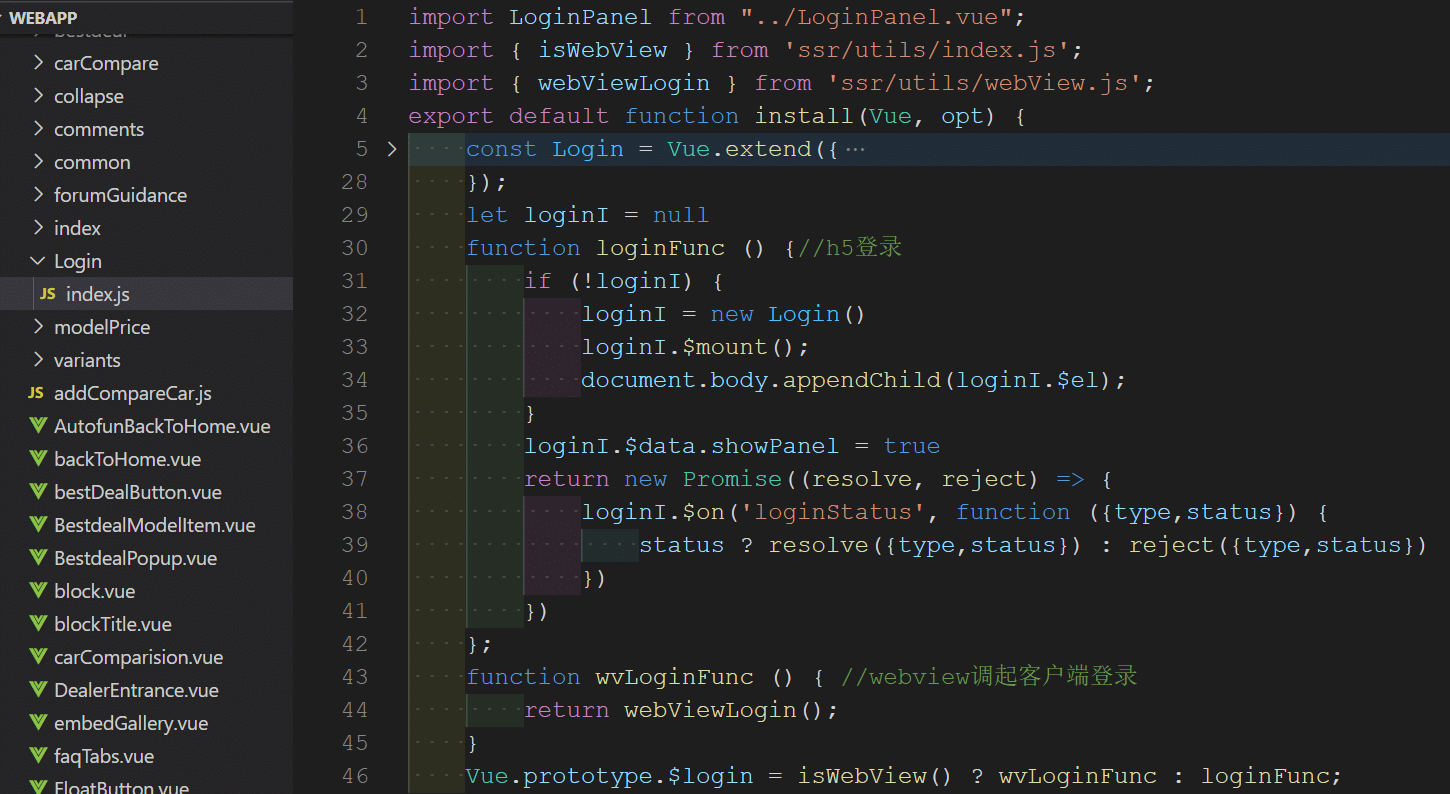 WEBAPP
bestdeal
carCompare
collapse
comments
common
forumGuidance
index
Login
JS index.js
modelPrice
variants
JS addCompareCar.js
AutofunBackToHome.vue
backToHome.vue
bestDealButton.vue
BestdealModelItem.vue
BestdealPopup.vue
block.vue
blockTitle.vue
carComparision.vue
DealerEntrance.vue
embedGallery.vue
faqTabs.vue
FloatButton.vue
1 import LoginPanel from "../LoginPanel.vue";
2 import { isWebView } from 'ssr/utils/index.js';
3 import { webViewLogin } from 'ssr/utils/webView.js';
4 export default function install(Vue, opt) {
5 const Login = Vue.extend({ ···
28 });
29 let loginI = null
30 function loginFunc () {//h5登录
31 if (!loginI) {
32 loginI = new Login()
33 loginI.$mount();
34 document.body.appendChild(loginI.$el);
35 }
36 loginI.$data.showPanel = true
37 return new Promise((resolve, reject) => {
38 loginI.$on('loginStatus', function ({type,status}) {
39 status ? resolve({type,status}) : reject({type,status})
40 })
41 })
42 };
43 function wvLoginFunc () { //webview调起客户端登录
44 return webViewLogin();
45 }
46 Vue.prototype.$login = isWebView() ? wvLoginFunc : loginFunc;